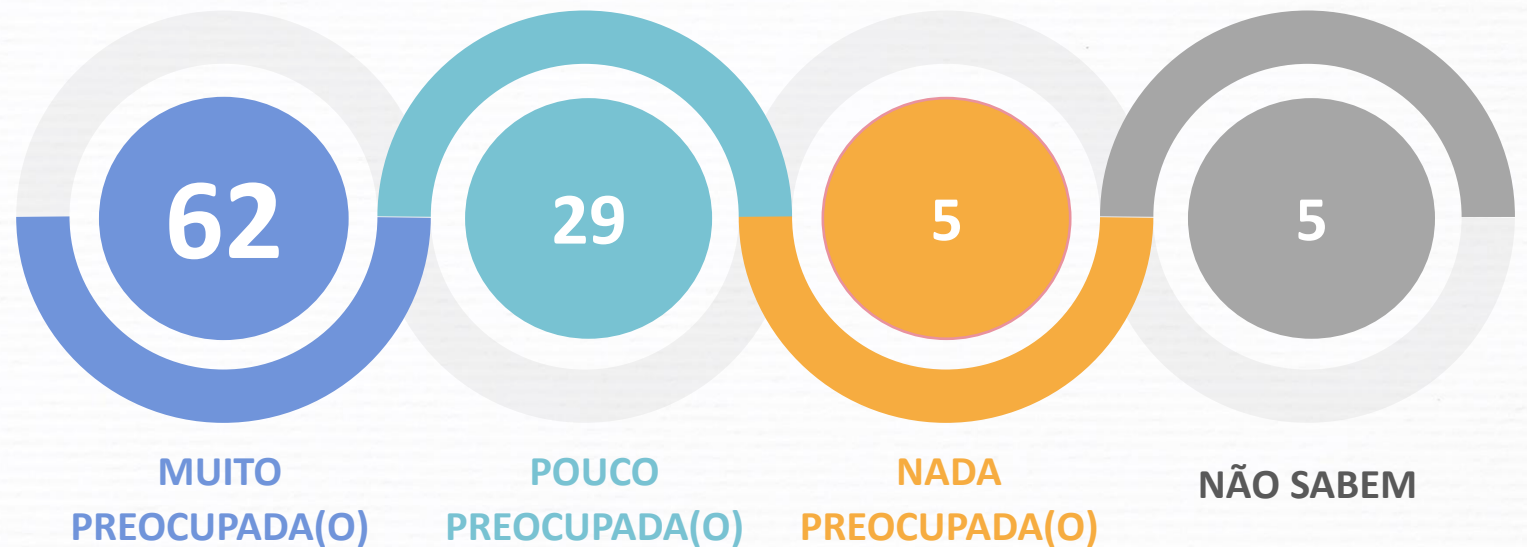 62
29
5
5
MUITO
PREOCUPADA(O)
POUCO
PREOCUPADA(O)
NADA
PREOCUPADA(O)
NÃO SABEM